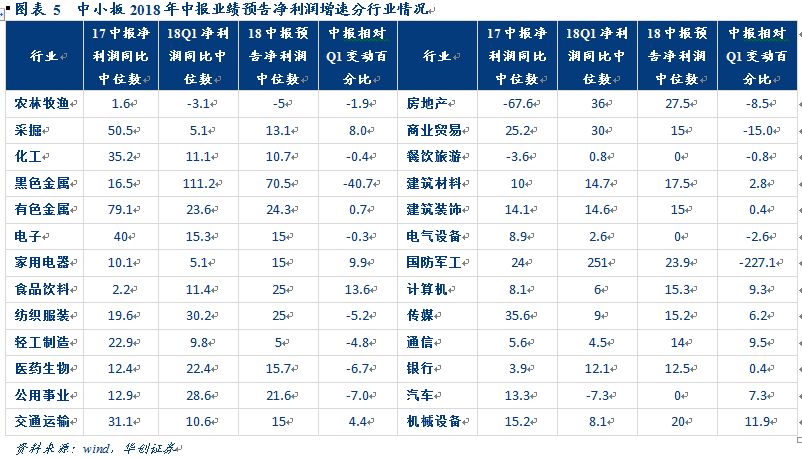 图表 5 中小板 2018 年中报业绩预告净利润增速分行业情况
行业 17 中报净利润同比中位数 18Q1 净利润同比中位数 18 中报预告净利润中位数 中报相对 Q1 变动百分比 行业 17 中报净利润同比中位数 18Q1 净利润同比中位数 18 中报预告净利润中位数 中报相对 Q1 变动百分比
农林牧渔 1.6 -3.1 -5 -1.9 房地产 -67.6 36 27.5 -8.5
采掘 50.5 5.1 13.1 8.0 商业贸易 25.2 30 15 -15.0
化工 35.2 11.1 10.7 -0.4 餐饮旅游 -3.6 0.8 0 -0.8
黑色金属 16.5 111.2 70.5 -40.7 建筑材料 10 14.7 17.5 2.8
有色金属 79.1 23.6 24.3 0.7 建筑装饰 14.1 14.6 15 0.4
电子 40 15.3 15 -0.3 电气设备 8.9 2.6 0 -2.6
家用电器 10.1 5.1 15 9.9 国防军工 24 251 23.9 -227.1
食品饮料 2.2 11.4 25 13.6 计算机 8.1 6 15.3 9.3
纺织服装 19.6 30.2 25 -5.2 传媒 35.6 9 15.2 6.2
轻工制造 22.9 9.8 5 -4.8 通信 5.6 4.5 14 9.5
医药生物 12.4 22.4 15.7 -6.7 银行 3.9 12.1 12.5 0.4
公用事业 12.9 28.6 21.6 -7.0 汽车 13.3 -7.3 0 7.3
交通运输 31.1 10.6 15 4.4 机械设备 15.2 8.1 20 11.9
资料来源：wind，华创证券